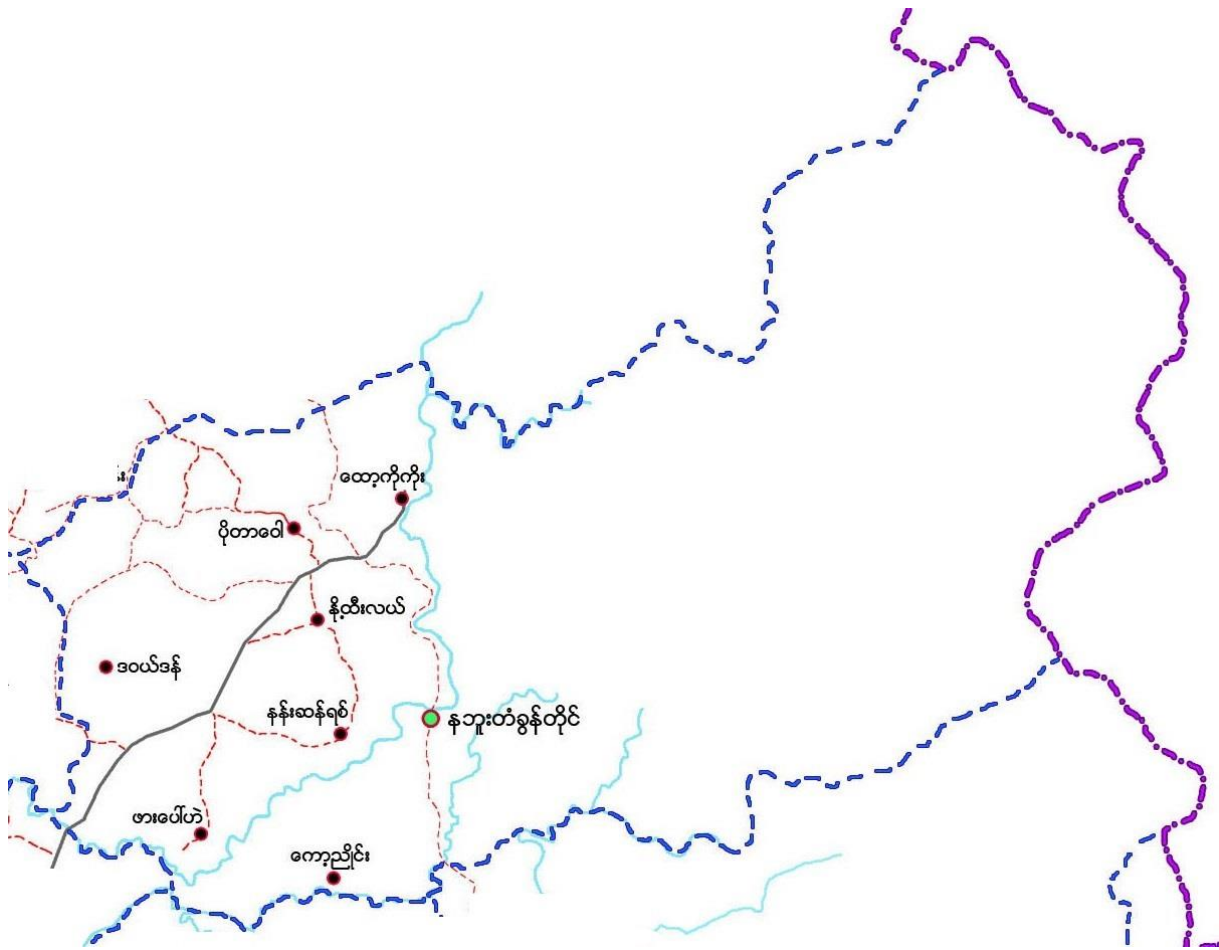 ထော့ကိုကိုး
ပိုတာဝေါ
နို့ထီးလယ်
ဒဝယ်ဒန်
နန်းဆန်ရစ်
နဘူးတံခွန်တိုင်
ဖားပေါ်ဟဲ
ကော့ညိုင်း